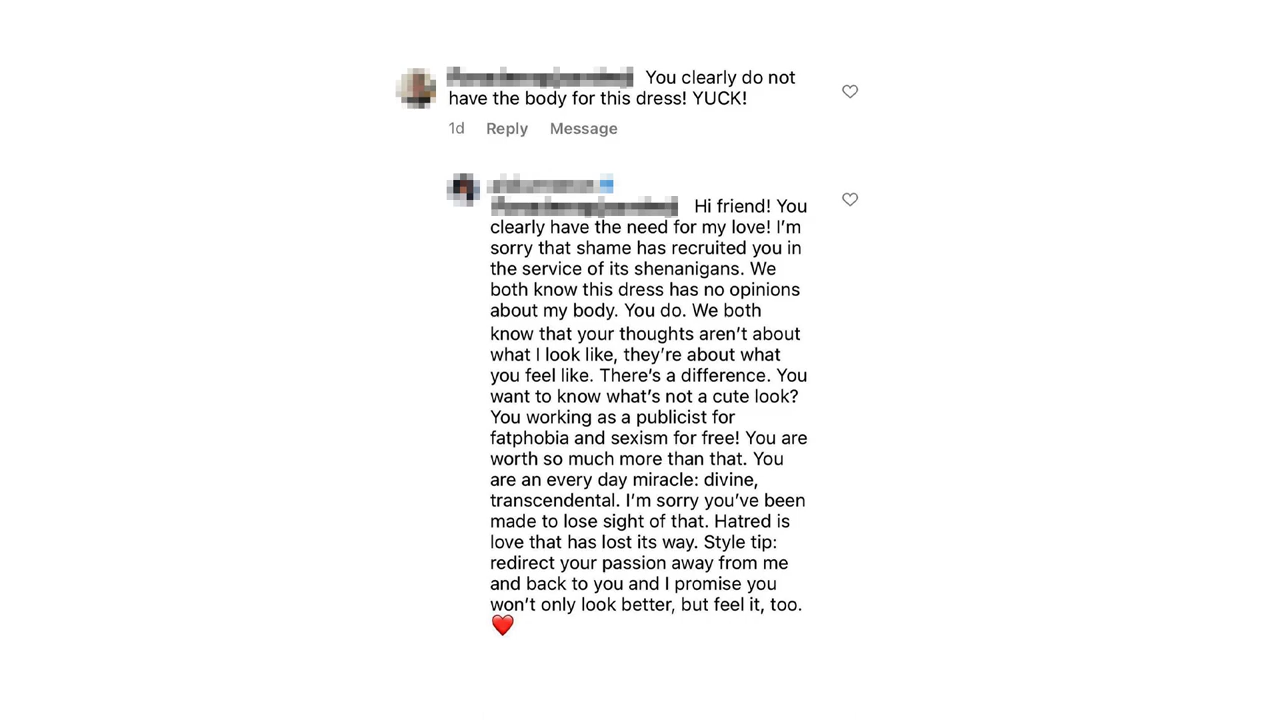 You clearly do not
have the body for this dress! YUCK!
1d Reply Message
Hi friend! You
clearly have the need for my love! I’m
sorry that shame has recruited you in
the service of its shenanigans. We
both know this dress has no opinions
about my body. You do. We both
know that your thoughts aren’t about
what I look like, they’re about what
you feel like. There’s a difference. You
want to know what’s not a cute look?
You working as a publicist for
fatphobia and sexism for free! You are
worth so much more than that. You
are an every day miracle: divine,
transcendental. I’m sorry you’ve been
made to lose sight of that. Hatred is
love that has lost its way. Style tip:
redirect your passion away from me
and back to you and I promise you
won’t only look better, but feel it, too.
❤️